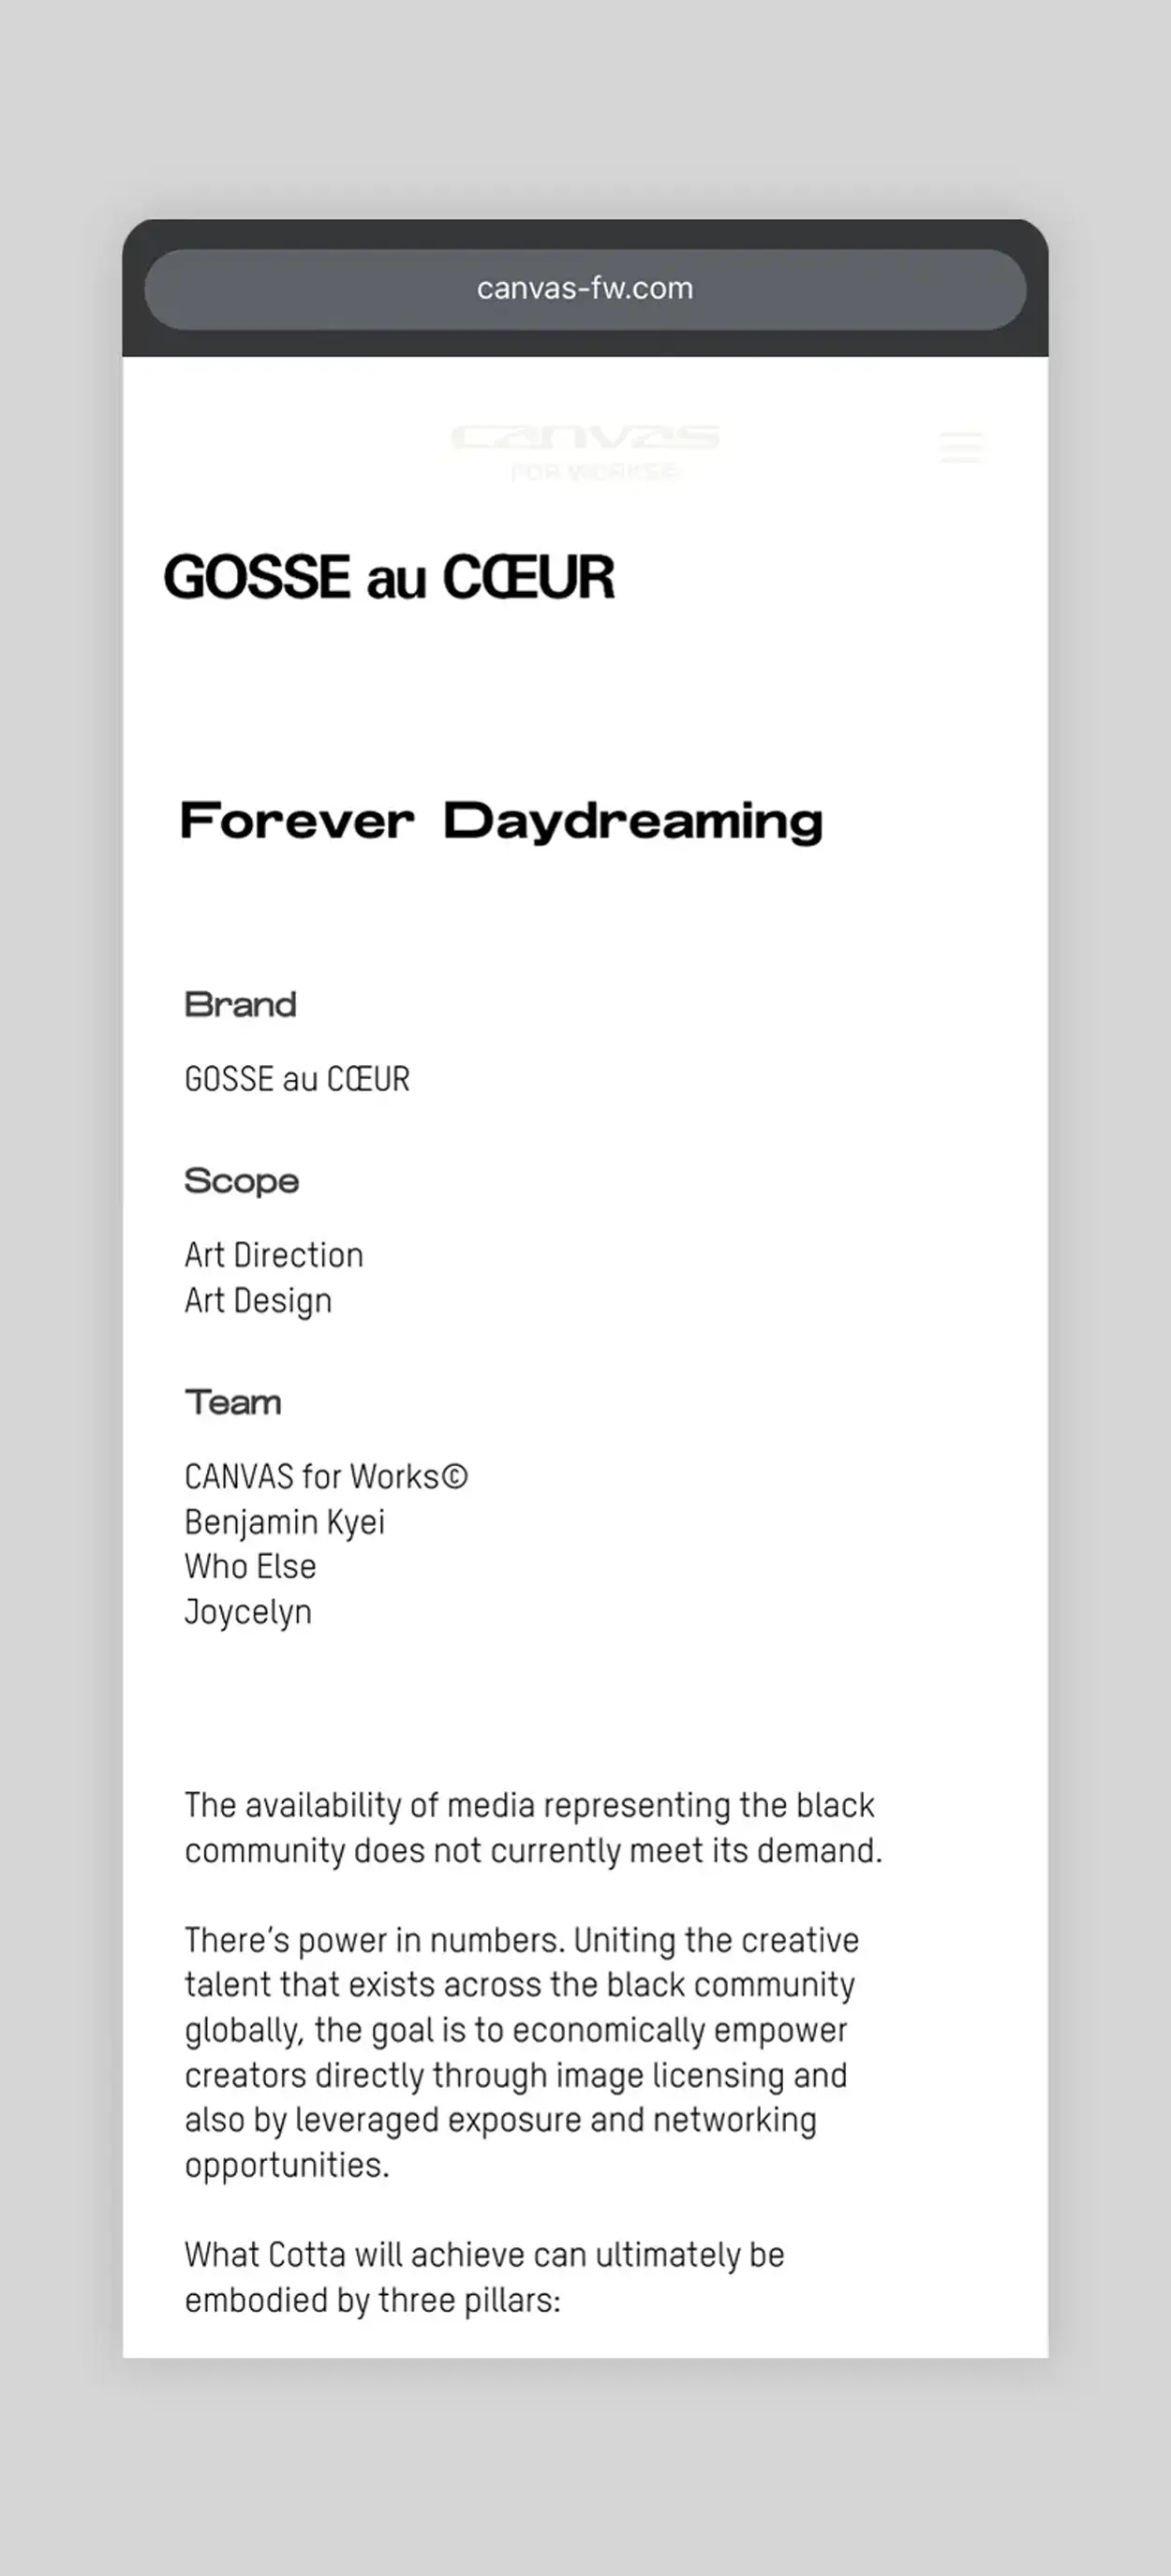 canvas-fw.com
canvas
FOR WORKS©
GOSSE au CŒUR
Forever Daydreaming
Brand
GOSSE au CŒUR
Scope
Art Direction
Art Design
Team
CANVAS for Works©
Benjamin Kyei
Who Else
Joycelyn
The availability of media representing the black
community does not currently meet its demand.
There’s power in numbers. Uniting the creative
talent that exists across the black community
globally, the goal is to economically empower
creators directly through image licensing and
also by leveraged exposure and networking
opportunities.
What Cotta will achieve can ultimately be
embodied by three pillars: